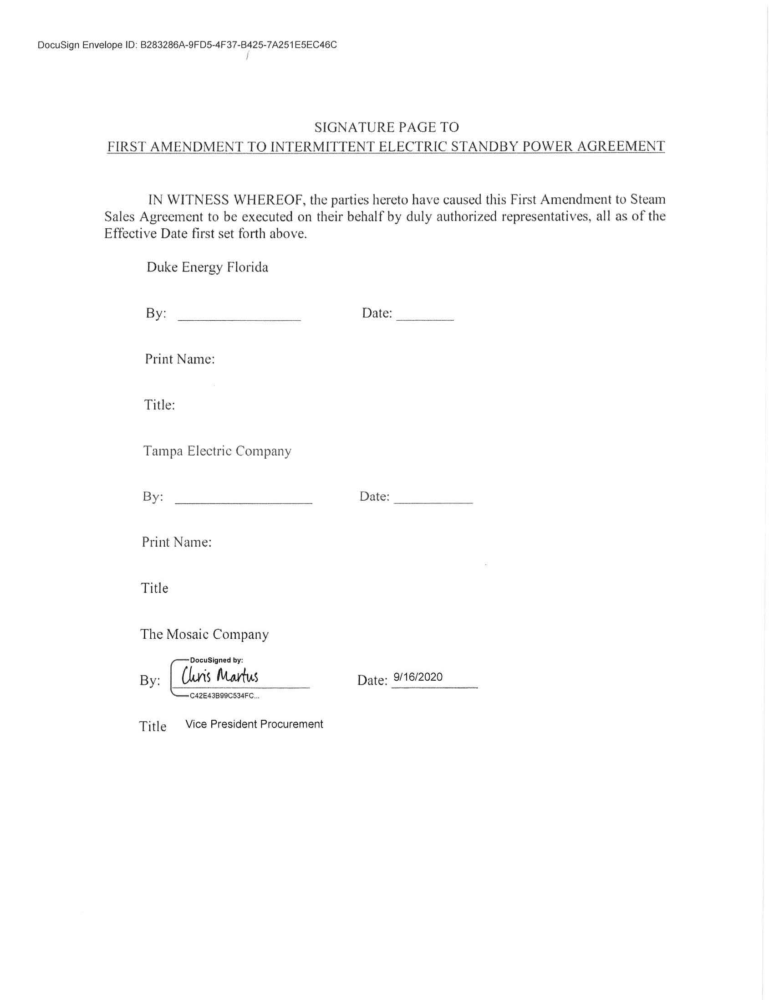 DocuSign Envelope ID: B283286A-9FD5-4F37-B425-7A251E5EC46C
SIGNATURE PAGE TO
FIRST AMENDMENT TO INTERMITTENT ELECTRIC STANDBY POWER AGREEMENT
IN WITNESS WHEREOF, the parties hereto have caused this First Amendment to Steam
Sales Agreement to be executed on their behalf by duly authorized representatives, all as of the
Effective Date first set forth above.
Duke Energy Florida
By: Date:
Print Name:
Title:
Tampa Electric Company
By: Date:
Print Name:
Title
The Mosaic Company
DocuSigned by:
By: Chris Martus Date: 9/16/2020
C42E43B99C534FC...
Title Vice President Procurement